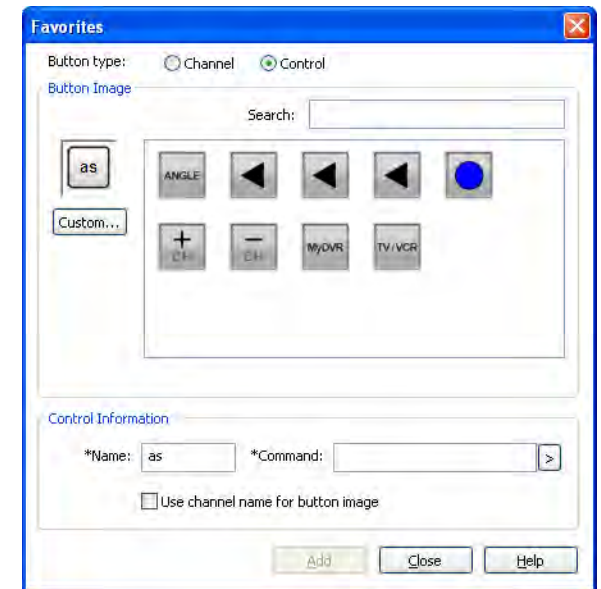 Favorites
Button type: Channel Control
Button Image
Search:
as
ANGLE
Custom...
+ CH
− CH
MyDVR
TV/VCR
Control Information
*Name: as *Command: >
Use channel name for button image
Add Close Help